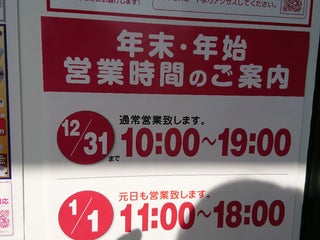 年末・年始
営業時間のご案内
12/31まで
通常営業致します。
10:00~19:00
1/1
元日も営業致します。
11:00~18:00